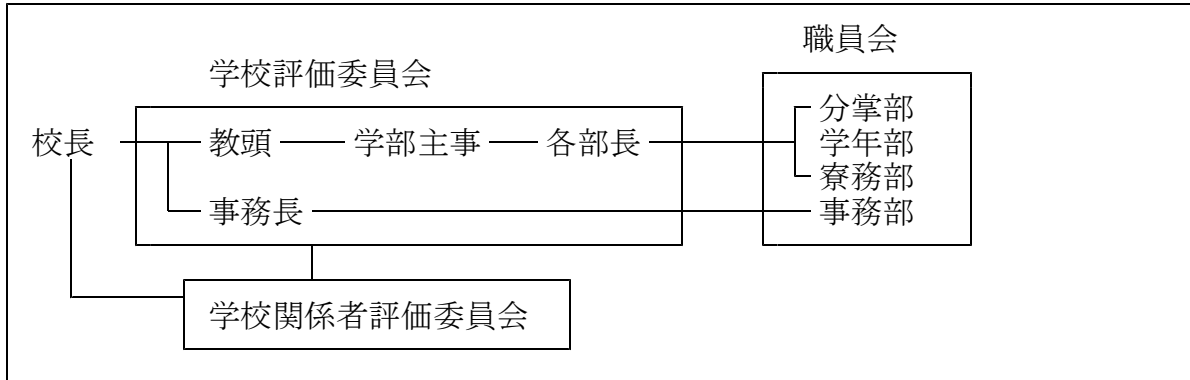 職員会
学校評価委員会
分掌部
校長 教頭 学部主事 各部長 学年部
寮務部
事務長 事務部
学校関係者評価委員会